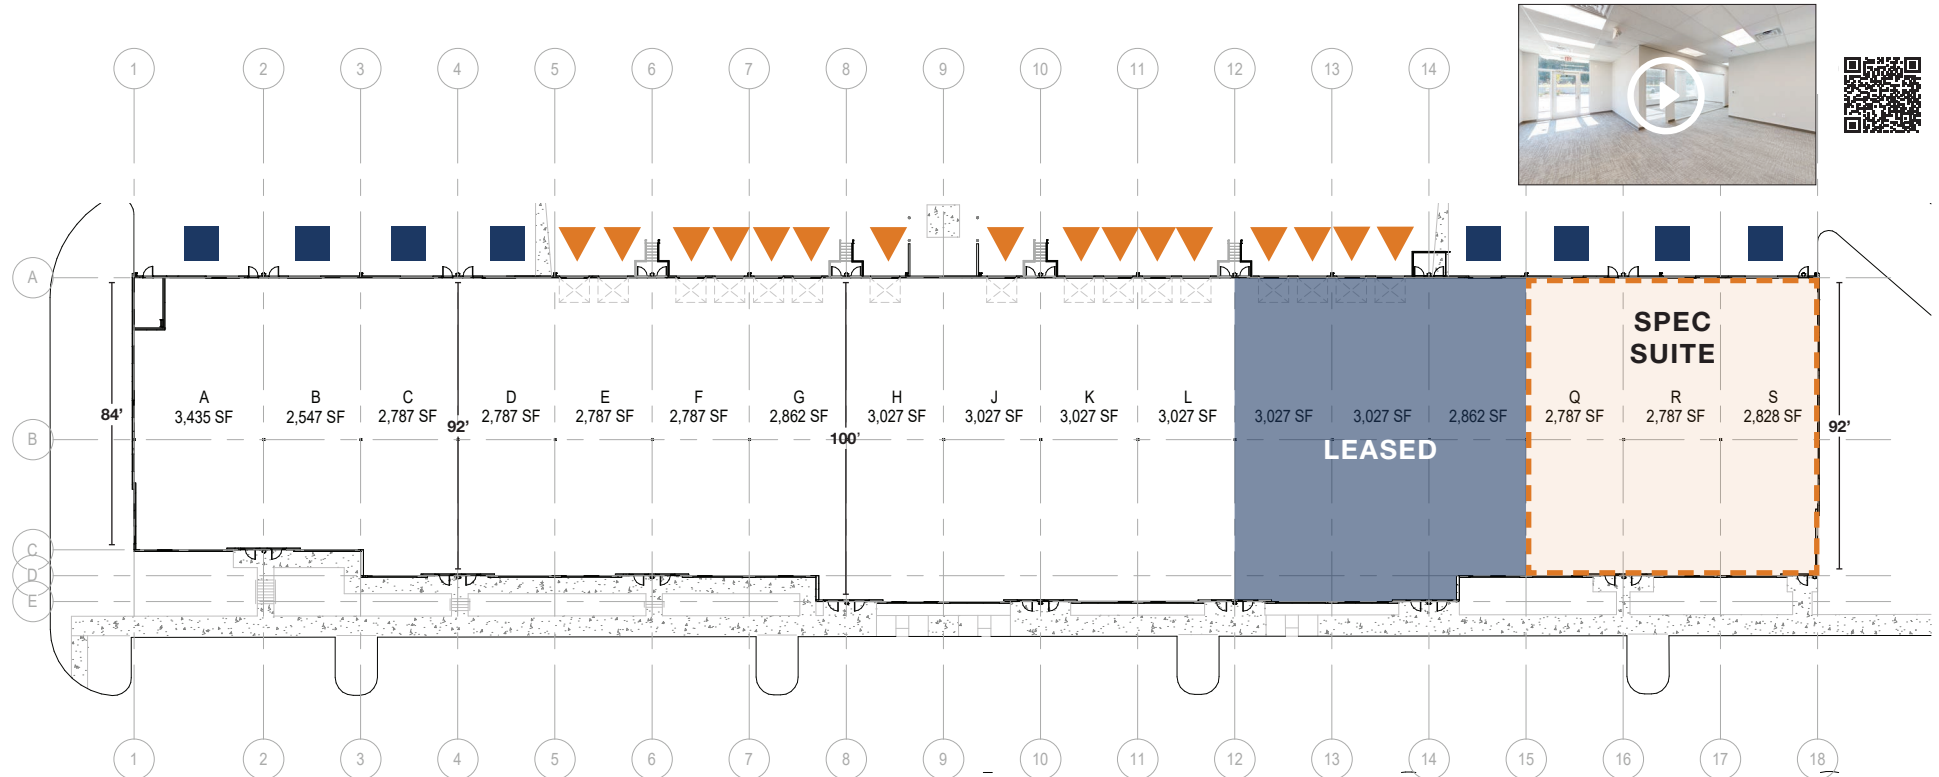 1 2 3 4 5 6 7 8 9 10 11 12 13 14
A
SPEC
SUITE
A B C D E F G H J K L Q R S
3,435 SF 2,547 SF 2,787 SF 2,787 SF 2,787 SF 2,787 SF 2,862 SF 3,027 SF 3,027 SF 3,027 SF 3,027 SF 3,027 SF 3,027 SF 2,862 SF 2,787 SF 2,787 SF 2,828 SF
84' 92' 100' 92'
B
LEASED
C
D
E
1 2 3 4 5 6 7 8 9 10 11 12 13 14 15 16 17 18